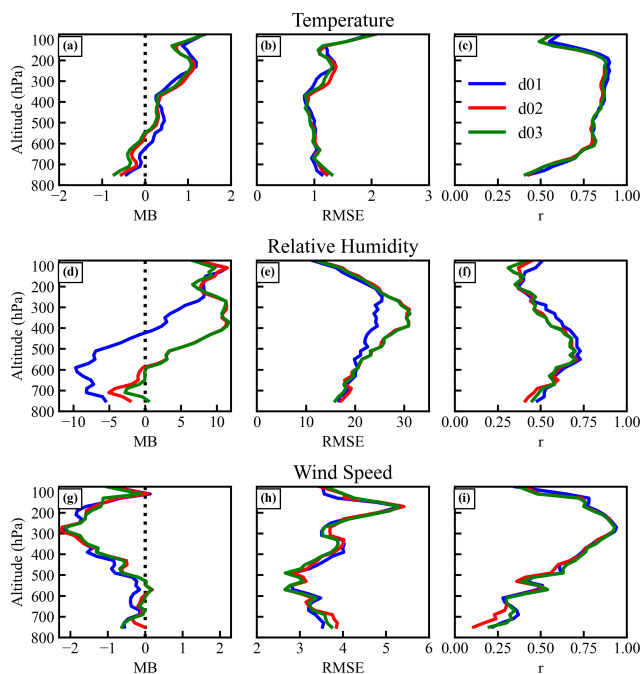 Temperature
(a) (b) (c)
d01
d02
d03
Altitude (hPa)
100
200
300
400
500
600
700
800
−2 −1 0 1 2
MB
1 2 3
RMSE
0.00 0.25 0.50 0.75 1.00
r
Relative Humidity
(d) (e) (f)
Altitude (hPa)
100
200
300
400
500
600
700
800
−10 −5 0 5 10
MB
0 10 20 30
RMSE
0.00 0.25 0.50 0.75 1.00
r
Wind Speed
(g) (h) (i)
Altitude (hPa)
100
200
300
400
500
600
700
800
−2 −1 0 1 2
MB
2 3 4 5 6
RMSE
0.00 0.25 0.50 0.75 1.00
r